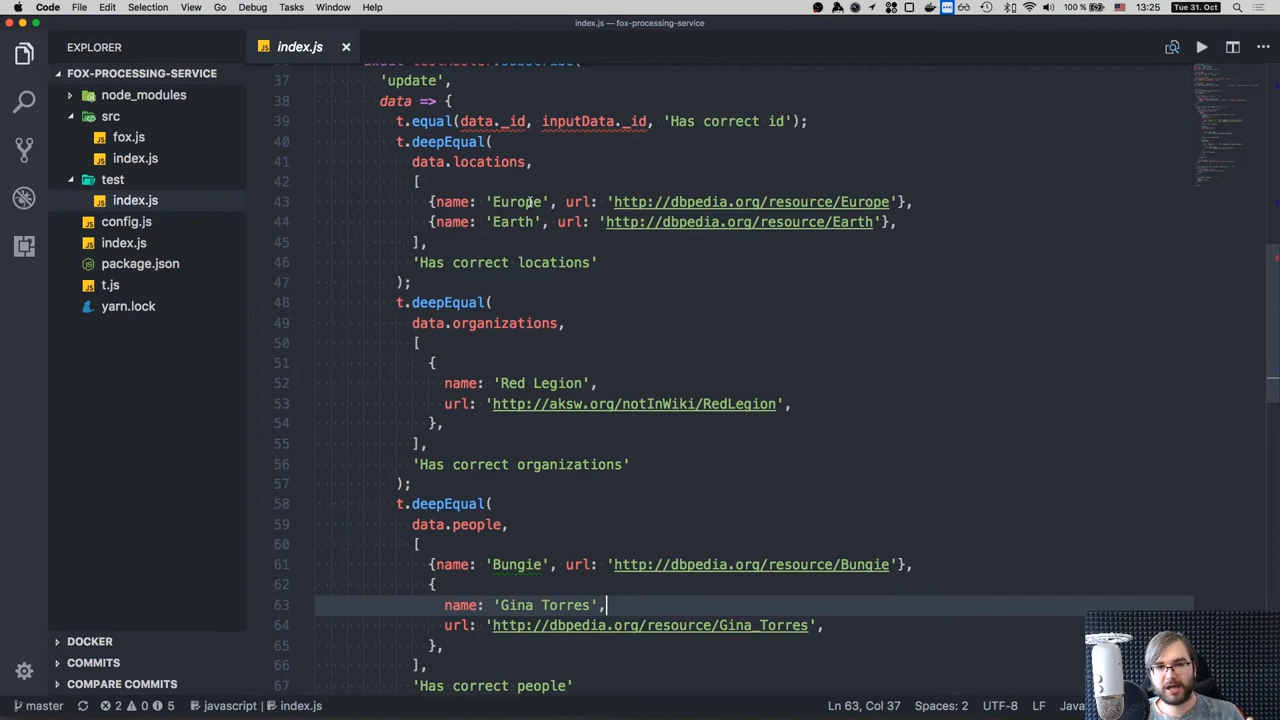 Code File Edit Selection View Go Debug Tasks Window Help 100 % 13:25 Tue 31. Oct
index.js — fox-processing-service
EXPLORER
index.js
FOX-PROCESSING-SERVICE
node_modules
src
fox.js
index.js
test
index.js
config.js
index.js
package.json
t.js
yarn.lock
DOCKER
COMMITS
COMPARE COMMITS
37 'update',
38 data => {
39 t.equal(data._id, inputData._id, 'Has correct id');
40 t.deepEqual(
41 data.locations,
42 [
43 {name: 'Europe', url: 'http://dbpedia.org/resource/Europe'},
44 {name: 'Earth', url: 'http://dbpedia.org/resource/Earth'},
45 ],
46 'Has correct locations'
47 );
48 t.deepEqual(
49 data.organizations,
50 [
51 {
52 name: 'Red Legion',
53 url: 'http://aksw.org/notInWiki/RedLegion',
54 },
55 ],
56 'Has correct organizations'
57 );
58 t.deepEqual(
59 data.people,
60 [
61 {name: 'Bungie', url: 'http://dbpedia.org/resource/Bungie'},
62 {
63 name: 'Gina Torres',
64 url: 'http://dbpedia.org/resource/Gina_Torres',
65 },
66 ],
67 'Has correct people'
master 2 0 5 javascript index.js Ln 63, Col 37 Spaces: 2 UTF-8 LF